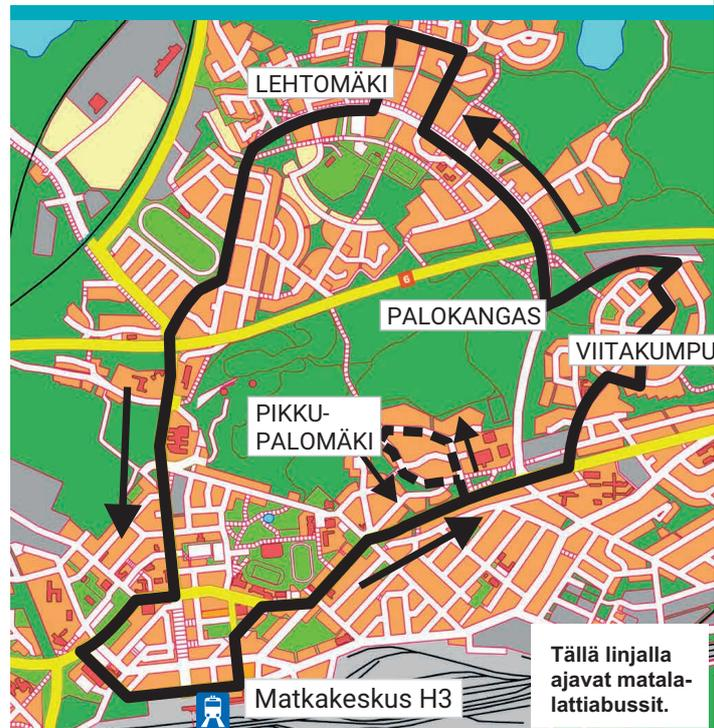 LEHTOMÄKI
6
PALOKANGAS
VIITAKUMPU
PIKKU-
PALOMÄKI
Tällä linjalla
ajavat matala-
lattiabussit.
Matkakeskus H3